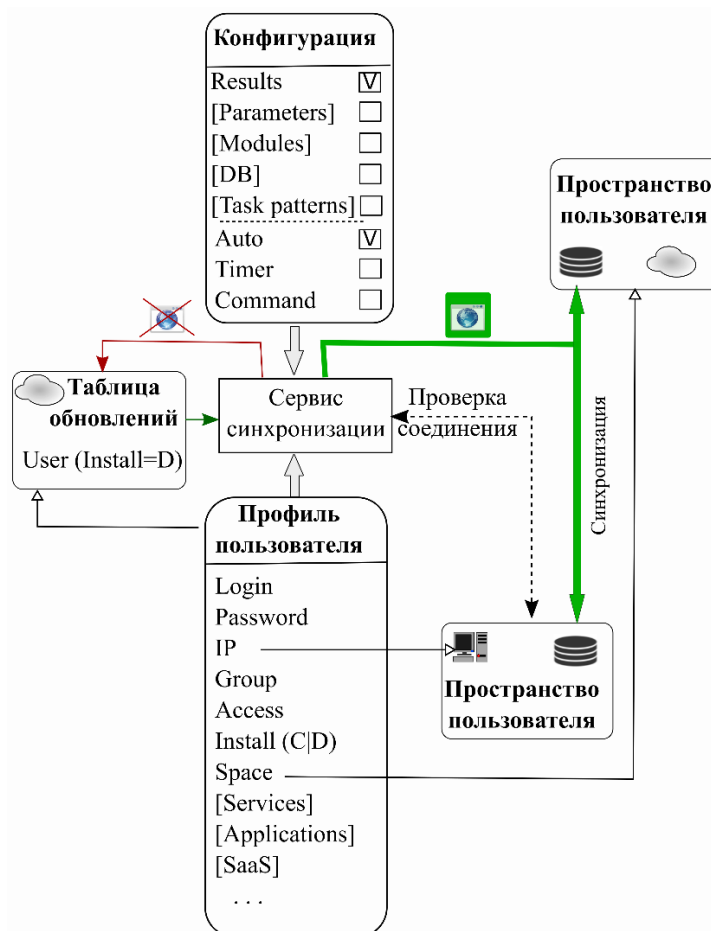 Конфигурация
Results V
[Parameters]
[Modules]
[DB]
[Task patterns]
Auto V
Timer
Command
Пространство
пользователя
Таблица
обновлений
User (Install=D)
Сервис
синхронизации
Проверка
соединения
Синхронизация
Профиль
пользователя
Login
Password
IP
Group
Access
Install (C|D)
Space
[Services]
[Applications]
[SaaS]
. . .
Пространство
пользователя